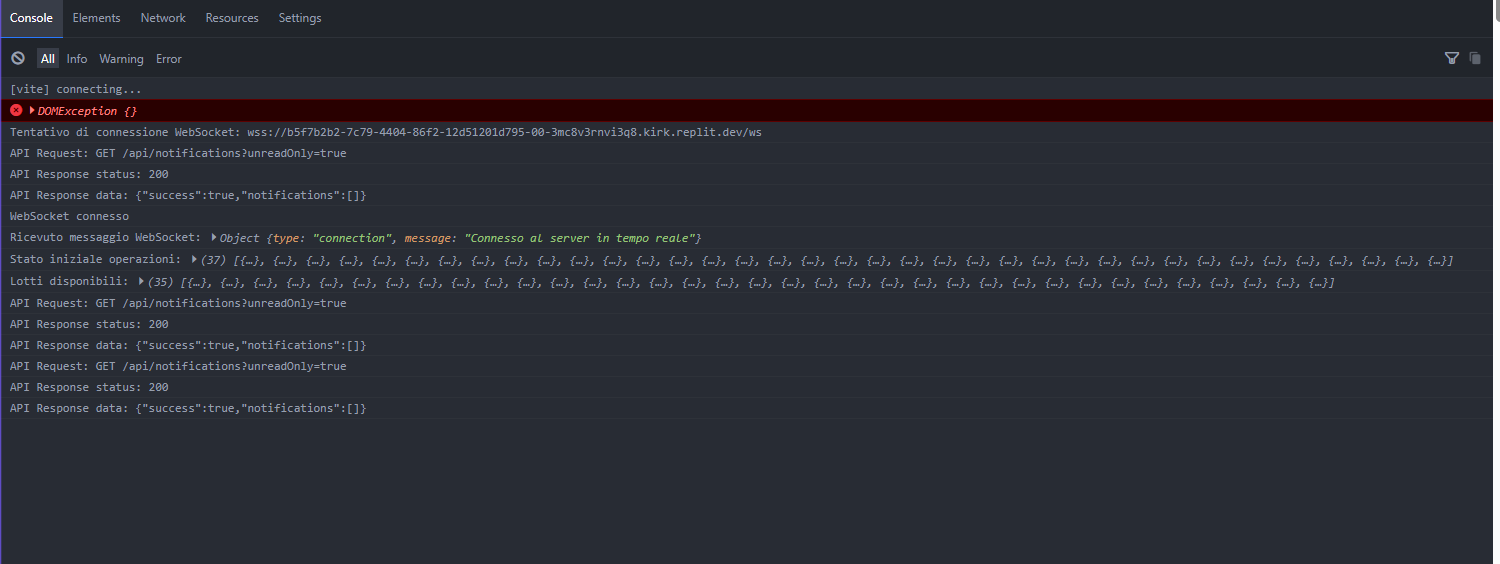 Console Elements Network Resources Settings
All Info Warning Error
[vite] connecting...
DOMException {}
Tentativo di connessione WebSocket: wss://b5f7b2b2-7c79-4404-86f2-12d51201d795-00-3mc8v3rnvi3q8.kirk.replit.dev/ws
API Request: GET /api/notifications?unreadOnly=true
API Response status: 200
API Response data: {"success":true,"notifications":[]}
WebSocket connesso
Ricevuto messaggio WebSocket: Object {type: "connection", message: "Connesso al server in tempo reale"}
Stato iniziale operazioni: (37) [{…}, {…}, {…}, {…}, {…}, {…}, {…}, {…}, {…}, {…}, {…}, {…}, {…}, {…}, {…}, {…}, {…}, {…}, {…}, {…}, {…}, {…}, {…}, {…}, {…}, {…}, {…}, {…}, {…}, {…}, {…}, {…}, {…}, {…}, {…}, {…}, {…}]
Lotti disponibili: (35) [{…}, {…}, {…}, {…}, {…}, {…}, {…}, {…}, {…}, {…}, {…}, {…}, {…}, {…}, {…}, {…}, {…}, {…}, {…}, {…}, {…}, {…}, {…}, {…}, {…}, {…}, {…}, {…}, {…}, {…}, {…}, {…}, {…}, {…}, {…}]
API Request: GET /api/notifications?unreadOnly=true
API Response status: 200
API Response data: {"success":true,"notifications":[]}
API Request: GET /api/notifications?unreadOnly=true
API Response status: 200
API Response data: {"success":true,"notifications":[]}